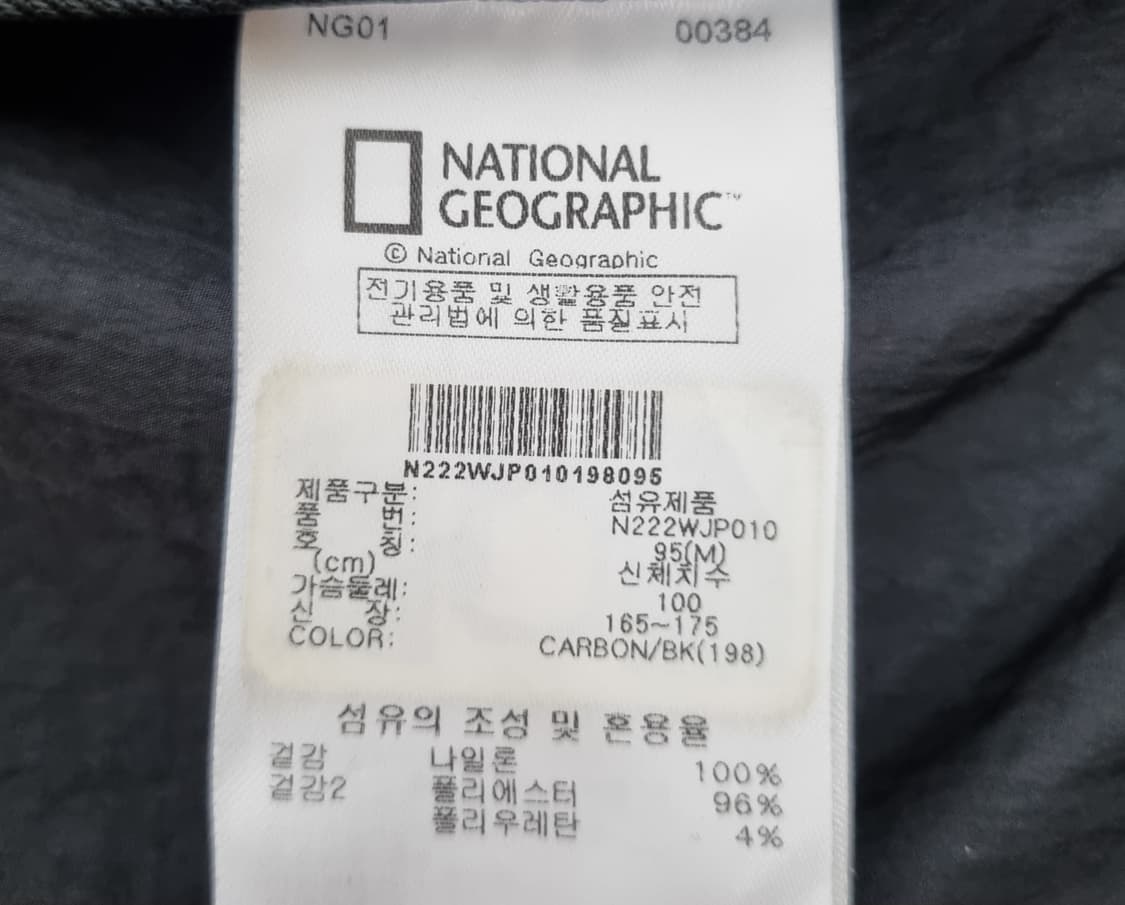 NG01 00384
NATIONAL
GEOGRAPHIC™
© National Geographic
전기용품 및 생활용품 안전
관리법에 의한 품질표시
N222WJP010198095
제품구분: 섬유제품
품 번: N222WJP010
호 칭: 95(M)
(cm) 신체치수
가슴둘레: 100
신 장: 165~175
COLOR: CARBON/BK(198)
섬유의 조성 및 혼용율
겉감 나일론 100%
겉감2 폴리에스터 96%
폴리우레탄 4%